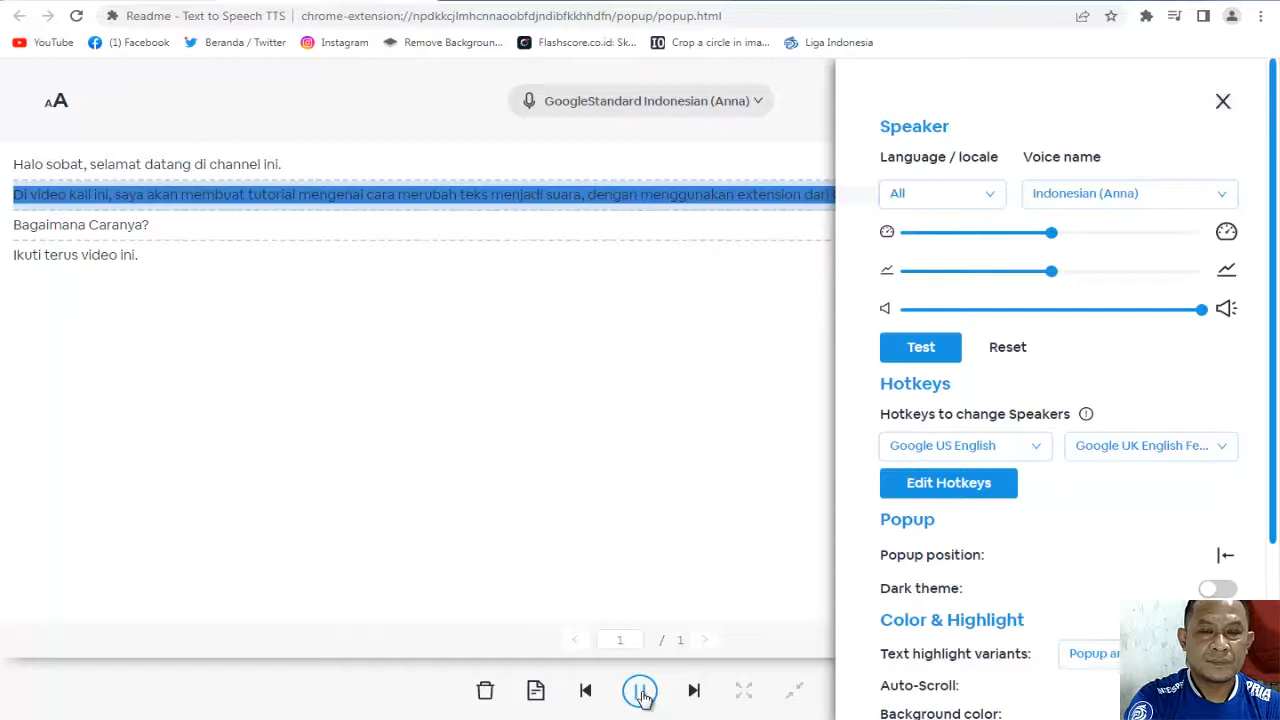 Readme - Text to Speech TTS | chrome-extension://npdkkcjlmhcnnaoobfdjndibfkkhhdfn/popup/popup.html
YouTube (1) Facebook Beranda / Twitter Instagram Remove Backgroun... Flashscore.co.id: Sk... Crop a circle in ima... Liga Indonesia
AA
GoogleStandard Indonesian (Anna)
Halo sobat, selamat datang di channel ini.
Di video kali ini, saya akan membuat tutorial mengenai cara merubah teks menjadi suara, dengan menggunakan extension dari
Bagaimana Caranya?
Ikuti terus video ini.
1 / 1
Speaker
Language / locale Voice name
All Indonesian (Anna)
Test Reset
Hotkeys
Hotkeys to change Speakers
Google US English Google UK English Fe...
Edit Hotkeys
Popup
Popup position:
Dark theme:
Color & Highlight
Text highlight variants: Popup
Auto-Scroll:
Background color: